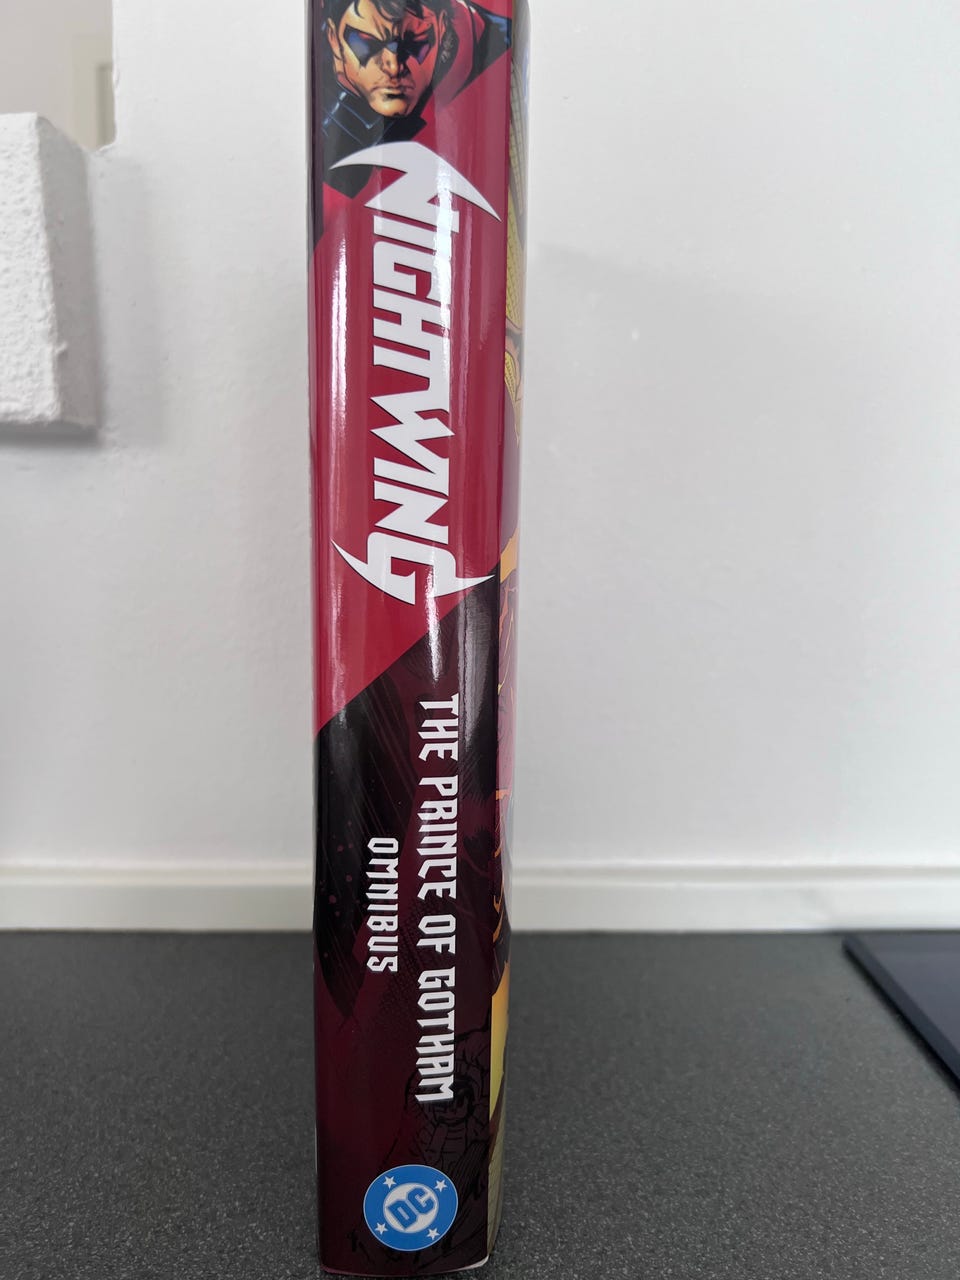 NIGHTWING
THE PRINCE OF GOTHAM
OMNIBUS
DC